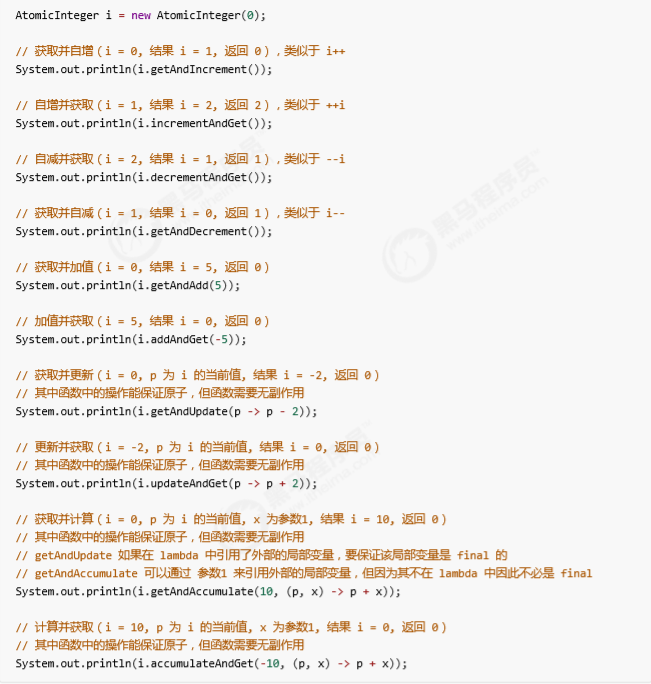 AtomicInteger i = new AtomicInteger(0);
// 获取并自增（i = 0, 结果 i = 1, 返回 0），类似于 i++
System.out.println(i.getAndIncrement());
// 自增并获取（i = 1, 结果 i = 2, 返回 2），类似于 ++i
System.out.println(i.incrementAndGet());
// 自减并获取（i = 2, 结果 i = 1, 返回 1），类似于 --i
System.out.println(i.decrementAndGet());
// 获取并自减（i = 1, 结果 i = 0, 返回 1），类似于 i--
System.out.println(i.getAndDecrement());
// 获取并加值（i = 0, 结果 i = 5, 返回 0）
System.out.println(i.getAndAdd(5));
// 加值并获取（i = 5, 结果 i = 0, 返回 0）
System.out.println(i.addAndGet(-5));
// 获取并更新（i = 0, p 为 i 的当前值, 结果 i = -2, 返回 0）
// 其中函数中的操作能保证原子，但函数需要无副作用
System.out.println(i.getAndUpdate(p -> p - 2));
// 更新并获取（i = -2, p 为 i 的当前值, 结果 i = 0, 返回 0）
// 其中函数中的操作能保证原子，但函数需要无副作用
System.out.println(i.updateAndGet(p -> p + 2));
// 获取并计算（i = 0, p 为 i 的当前值, x 为参数1, 结果 i = 10, 返回 0）
// 其中函数中的操作能保证原子，但函数需要无副作用
// getAndUpdate 如果在 lambda 中引用了外部的局部变量，要保证该局部变量是 final 的
// getAndAccumulate 可以通过 参数1 来引用外部的局部变量，但因为其不在 lambda 中因此不必是 final
System.out.println(i.getAndAccumulate(10, (p, x) -> p + x));
// 计算并获取（i = 10, p 为 i 的当前值, x 为参数1, 结果 i = 0, 返回 0）
// 其中函数中的操作能保证原子，但函数需要无副作用
System.out.println(i.accumulateAndGet(-10, (p, x) -> p + x));
黑马程序员
www.itheima.com